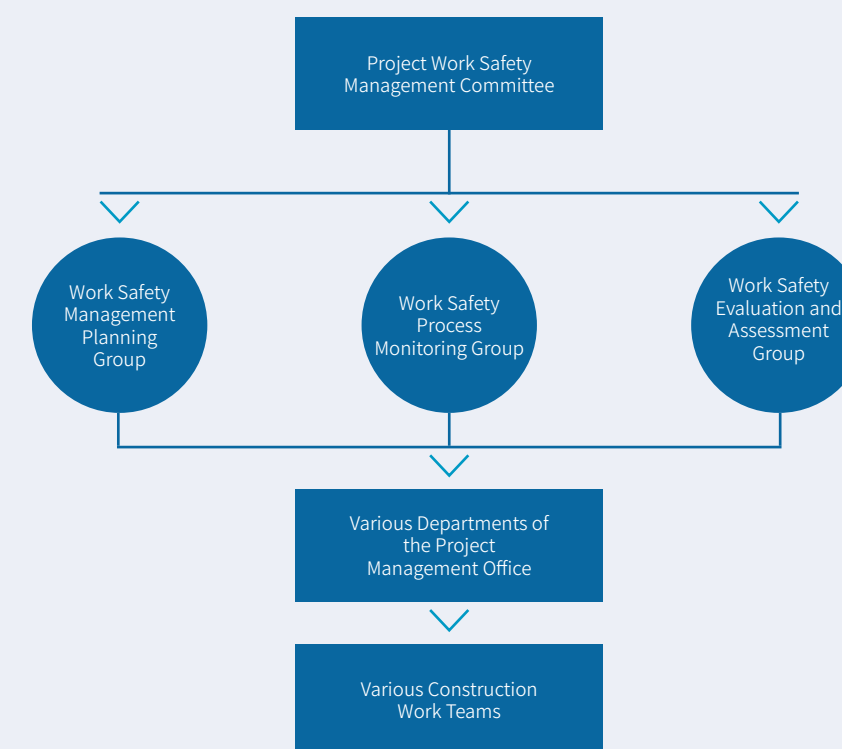 Project Work Safety
Management Committee
Work Safety
Management
Planning
Group
Work Safety
Process
Monitoring Group
Work Safety
Evaluation and
Assessment
Group
Various Departments of
the Project
Management Office
Various Construction
Work Teams